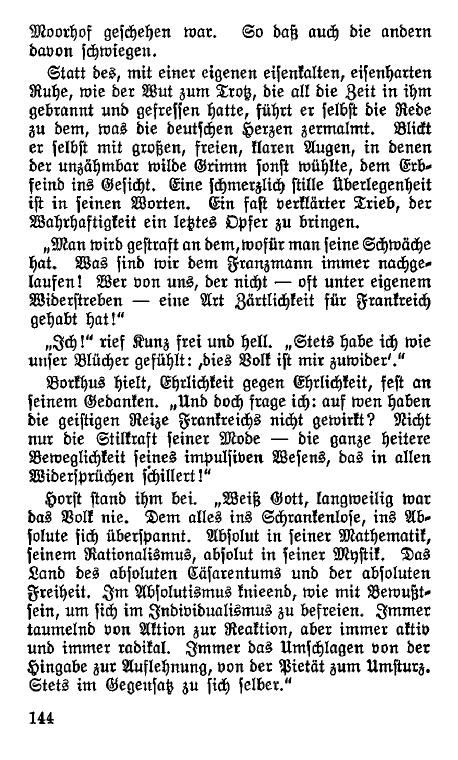 Moorhof geschehen war. So daß auch die andern
davon schwiegen.
Statt des, mit einer eigenen eisenkalten, eisenharten
Ruhe, wie der Wut zum Trotz, die all die Zeit in ihm
gebrannt und gefressen hatte, führt er selbst die Rede
zu dem, was die deutschen Herzen zermalmt. Blickt
er selbst mit großen, freien, klaren Augen, in denen
der unzähmbar wilde Grimm sonst wühlte, dem Erb-
feind ins Gesicht. Eine schmerzlich stille Überlegenheit
ist in seinen Worten. Ein fast verklärter Trieb, der
Wahrhaftigkeit ein letztes Opfer zu bringen.
„Man wird gestraft an dem, wofür man seine Schwäche
hat. Was sind wir dem Franzmann immer nachge-
laufen! Wer von uns, der nicht — oft unter eigenem
Widerstreben — eine Art Zärtlichkeit für Frankreich
gehabt hat!“
„Ich!“ rief Kunz frei und hell. „Stets habe ich wie
unser Blücher gefühlt: ‚dies Volk ist mir zuwider‘.“
Borkhus hielt, Ehrlichkeit gegen Ehrlichkeit, fest an
seinem Gedanken. „Und doch frage ich: auf wen haben
die geistigen Reize Frankreichs nicht gewirkt? Nicht
nur die Stilkraft seiner Mode — die ganze heitere
Beweglichkeit seines impulsiven Wesens, das in allen
Widersprüchen schillert!“
Horst stand ihm bei. „Weiß Gott, langweilig war
das Volk nie. Dem alles ins Schrankenlose, ins Ab-
solute sich überspannt. Absolut in seiner Mathematik,
seinem Rationalismus, absolut in seiner Mystik. Das
Land des absoluten Cäsarentums und der absoluten
Freiheit. Im Absolutismus knieend, wie mit Bewußt-
sein, um sich im Individualismus zu befreien. Immer
taumelnd von Aktion zur Reaktion, aber immer aktiv
und immer radikal. Immer das Umschlagen von der
Hingabe zur Auflehnung, von der Pietät zum Umsturz.
Stets im Gegensatz zu sich selber.“
144